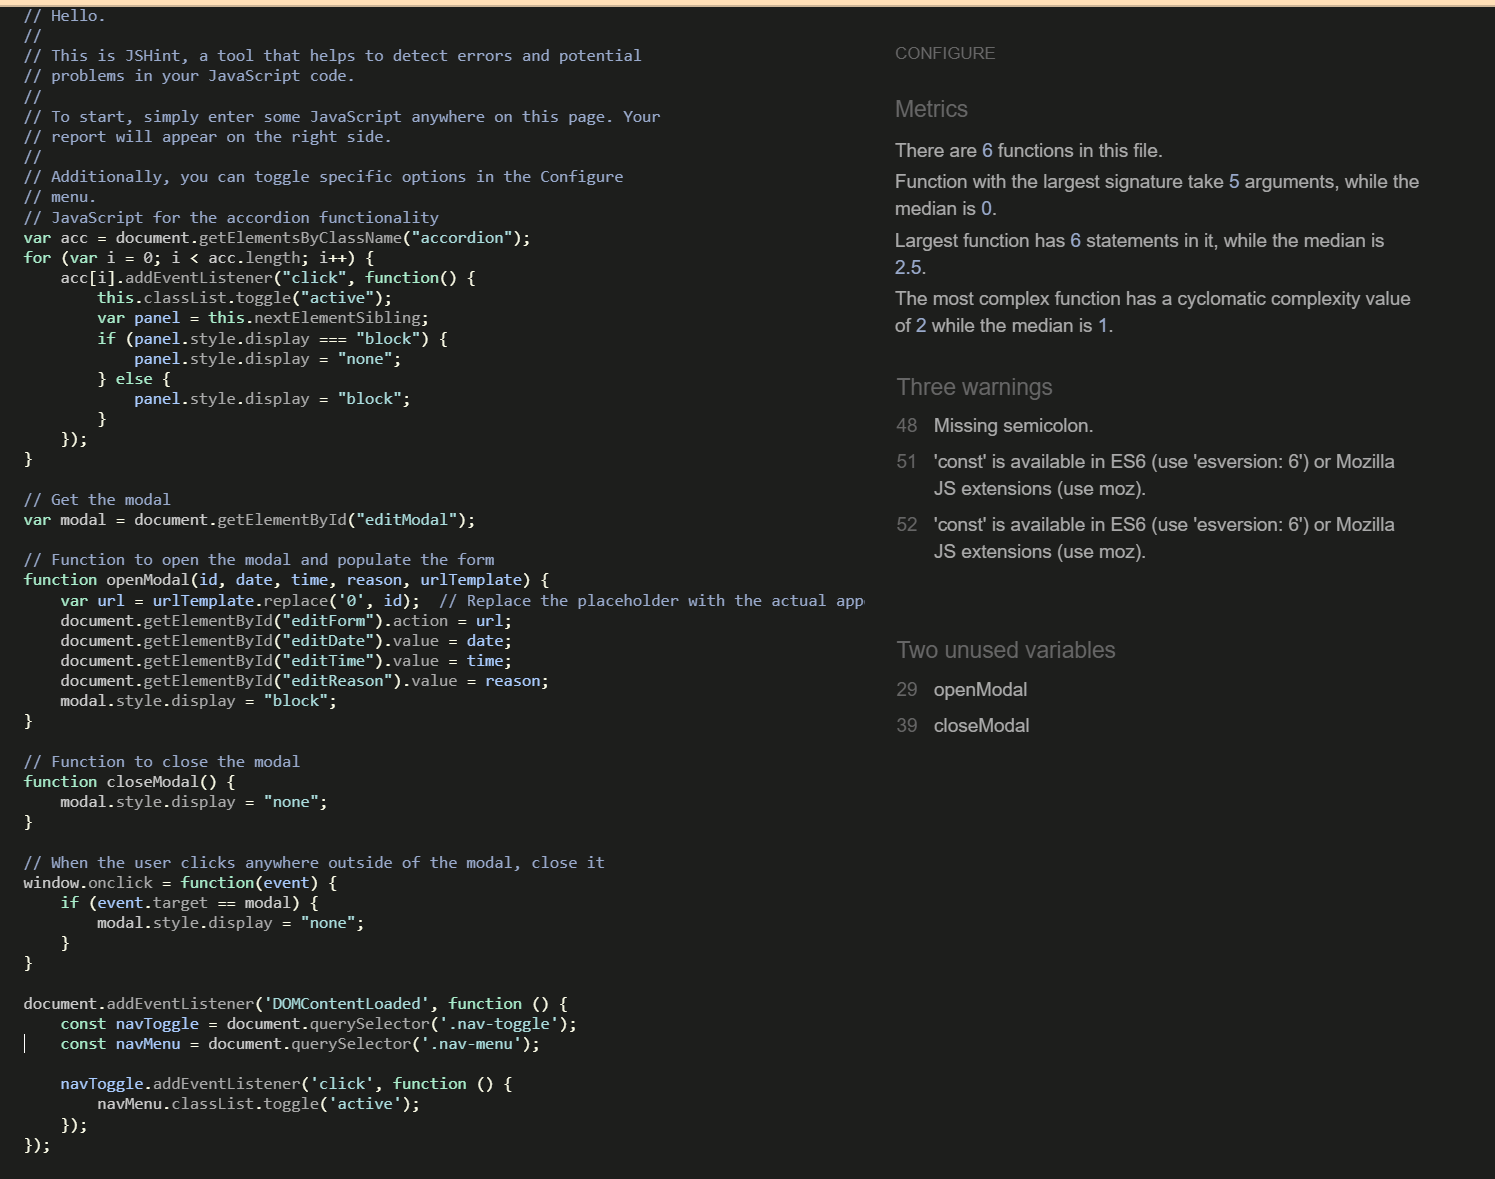 // Hello.
//
// This is JSHint, a tool that helps to detect errors and potential
// problems in your JavaScript code.
//
// To start, simply enter some JavaScript anywhere on this page. Your
// report will appear on the right side.
//
// Additionally, you can toggle specific options in the Configure
// menu.
// JavaScript for the accordion functionality
var acc = document.getElementsByClassName("accordion");
for (var i = 0; i < acc.length; i++) {
    acc[i].addEventListener("click", function() {
        this.classList.toggle("active");
        var panel = this.nextElementSibling;
        if (panel.style.display === "block") {
            panel.style.display = "none";
        } else {
            panel.style.display = "block";
        }
    });
}

// Get the modal
var modal = document.getElementById("editModal");

// Function to open the modal and populate the form
function openModal(id, date, time, reason, urlTemplate) {
    var url = urlTemplate.replace('0', id);  // Replace the placeholder with the actual app
    document.getElementById("editForm").action = url;
    document.getElementById("editDate").value = date;
    document.getElementById("editTime").value = time;
    document.getElementById("editReason").value = reason;
    modal.style.display = "block";
}

// Function to close the modal
function closeModal() {
    modal.style.display = "none";
}

// When the user clicks anywhere outside of the modal, close it
window.onclick = function(event) {
    if (event.target == modal) {
        modal.style.display = "none";
    }
}

document.addEventListener('DOMContentLoaded', function () {
    const navToggle = document.querySelector('.nav-toggle');
    const navMenu = document.querySelector('.nav-menu');

    navToggle.addEventListener('click', function () {
        navMenu.classList.toggle('active');
    });
});

CONFIGURE
Metrics
There are 6 functions in this file.
Function with the largest signature take 5 arguments, while the
median is 0.
Largest function has 6 statements in it, while the median is
2.5.
The most complex function has a cyclomatic complexity value
of 2 while the median is 1.
Three warnings
48 Missing semicolon.
51 'const' is available in ES6 (use 'esversion: 6') or Mozilla
JS extensions (use moz).
52 'const' is available in ES6 (use 'esversion: 6') or Mozilla
JS extensions (use moz).
Two unused variables
29 openModal
39 closeModal